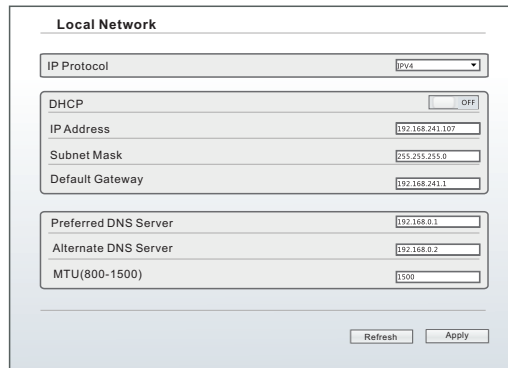 Local Network
IP Protocol IPV4
DHCP OFF
IP Address 192.168.241.107
Subnet Mask 255.255.255.0
Default Gateway 192.168.241.1
Preferred DNS Server 192.168.0.1
Alternate DNS Server 192.168.0.2
MTU(800-1500) 1500
Refresh Apply